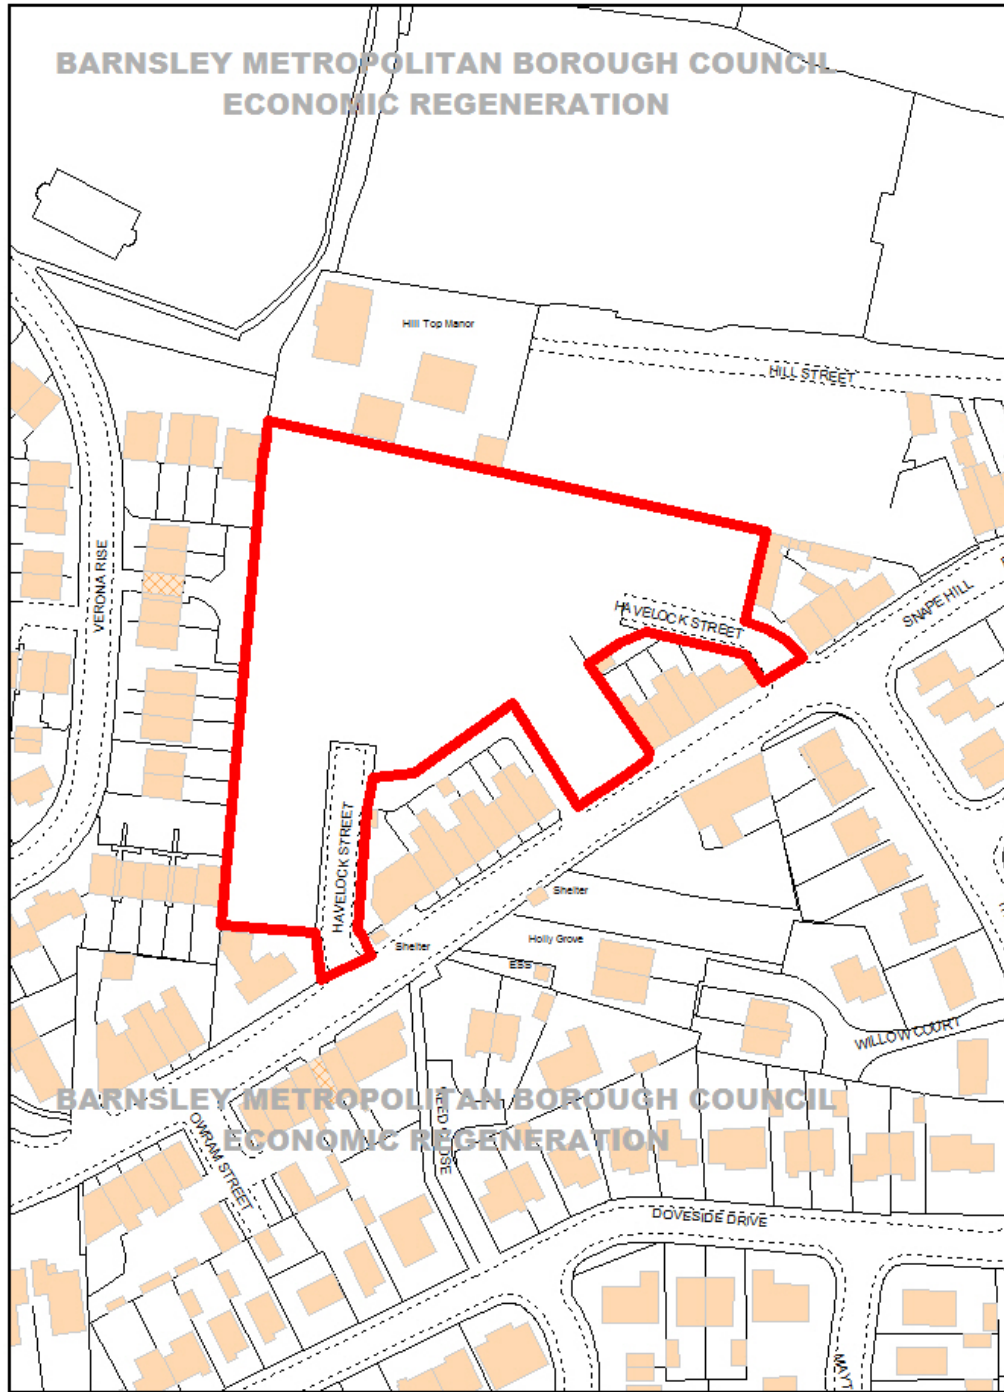 BARNSLEY METROPOLITAN BOROUGH COUNCIL
ECONOMIC REGENERATION
Hill Top Manor
HILL STREET
VERONA RISE
SNAPE HILL
HAVELOCK STREET
HAVELOCK STREET
Shelter
Shelter
Holly Grove
ESS
WILLOW COURT
BARNSLEY METROPOLITAN BOROUGH COUNCIL
ECONOMIC REGENERATION
OWRAM STREET
DOVESIDE DRIVE
MAYT